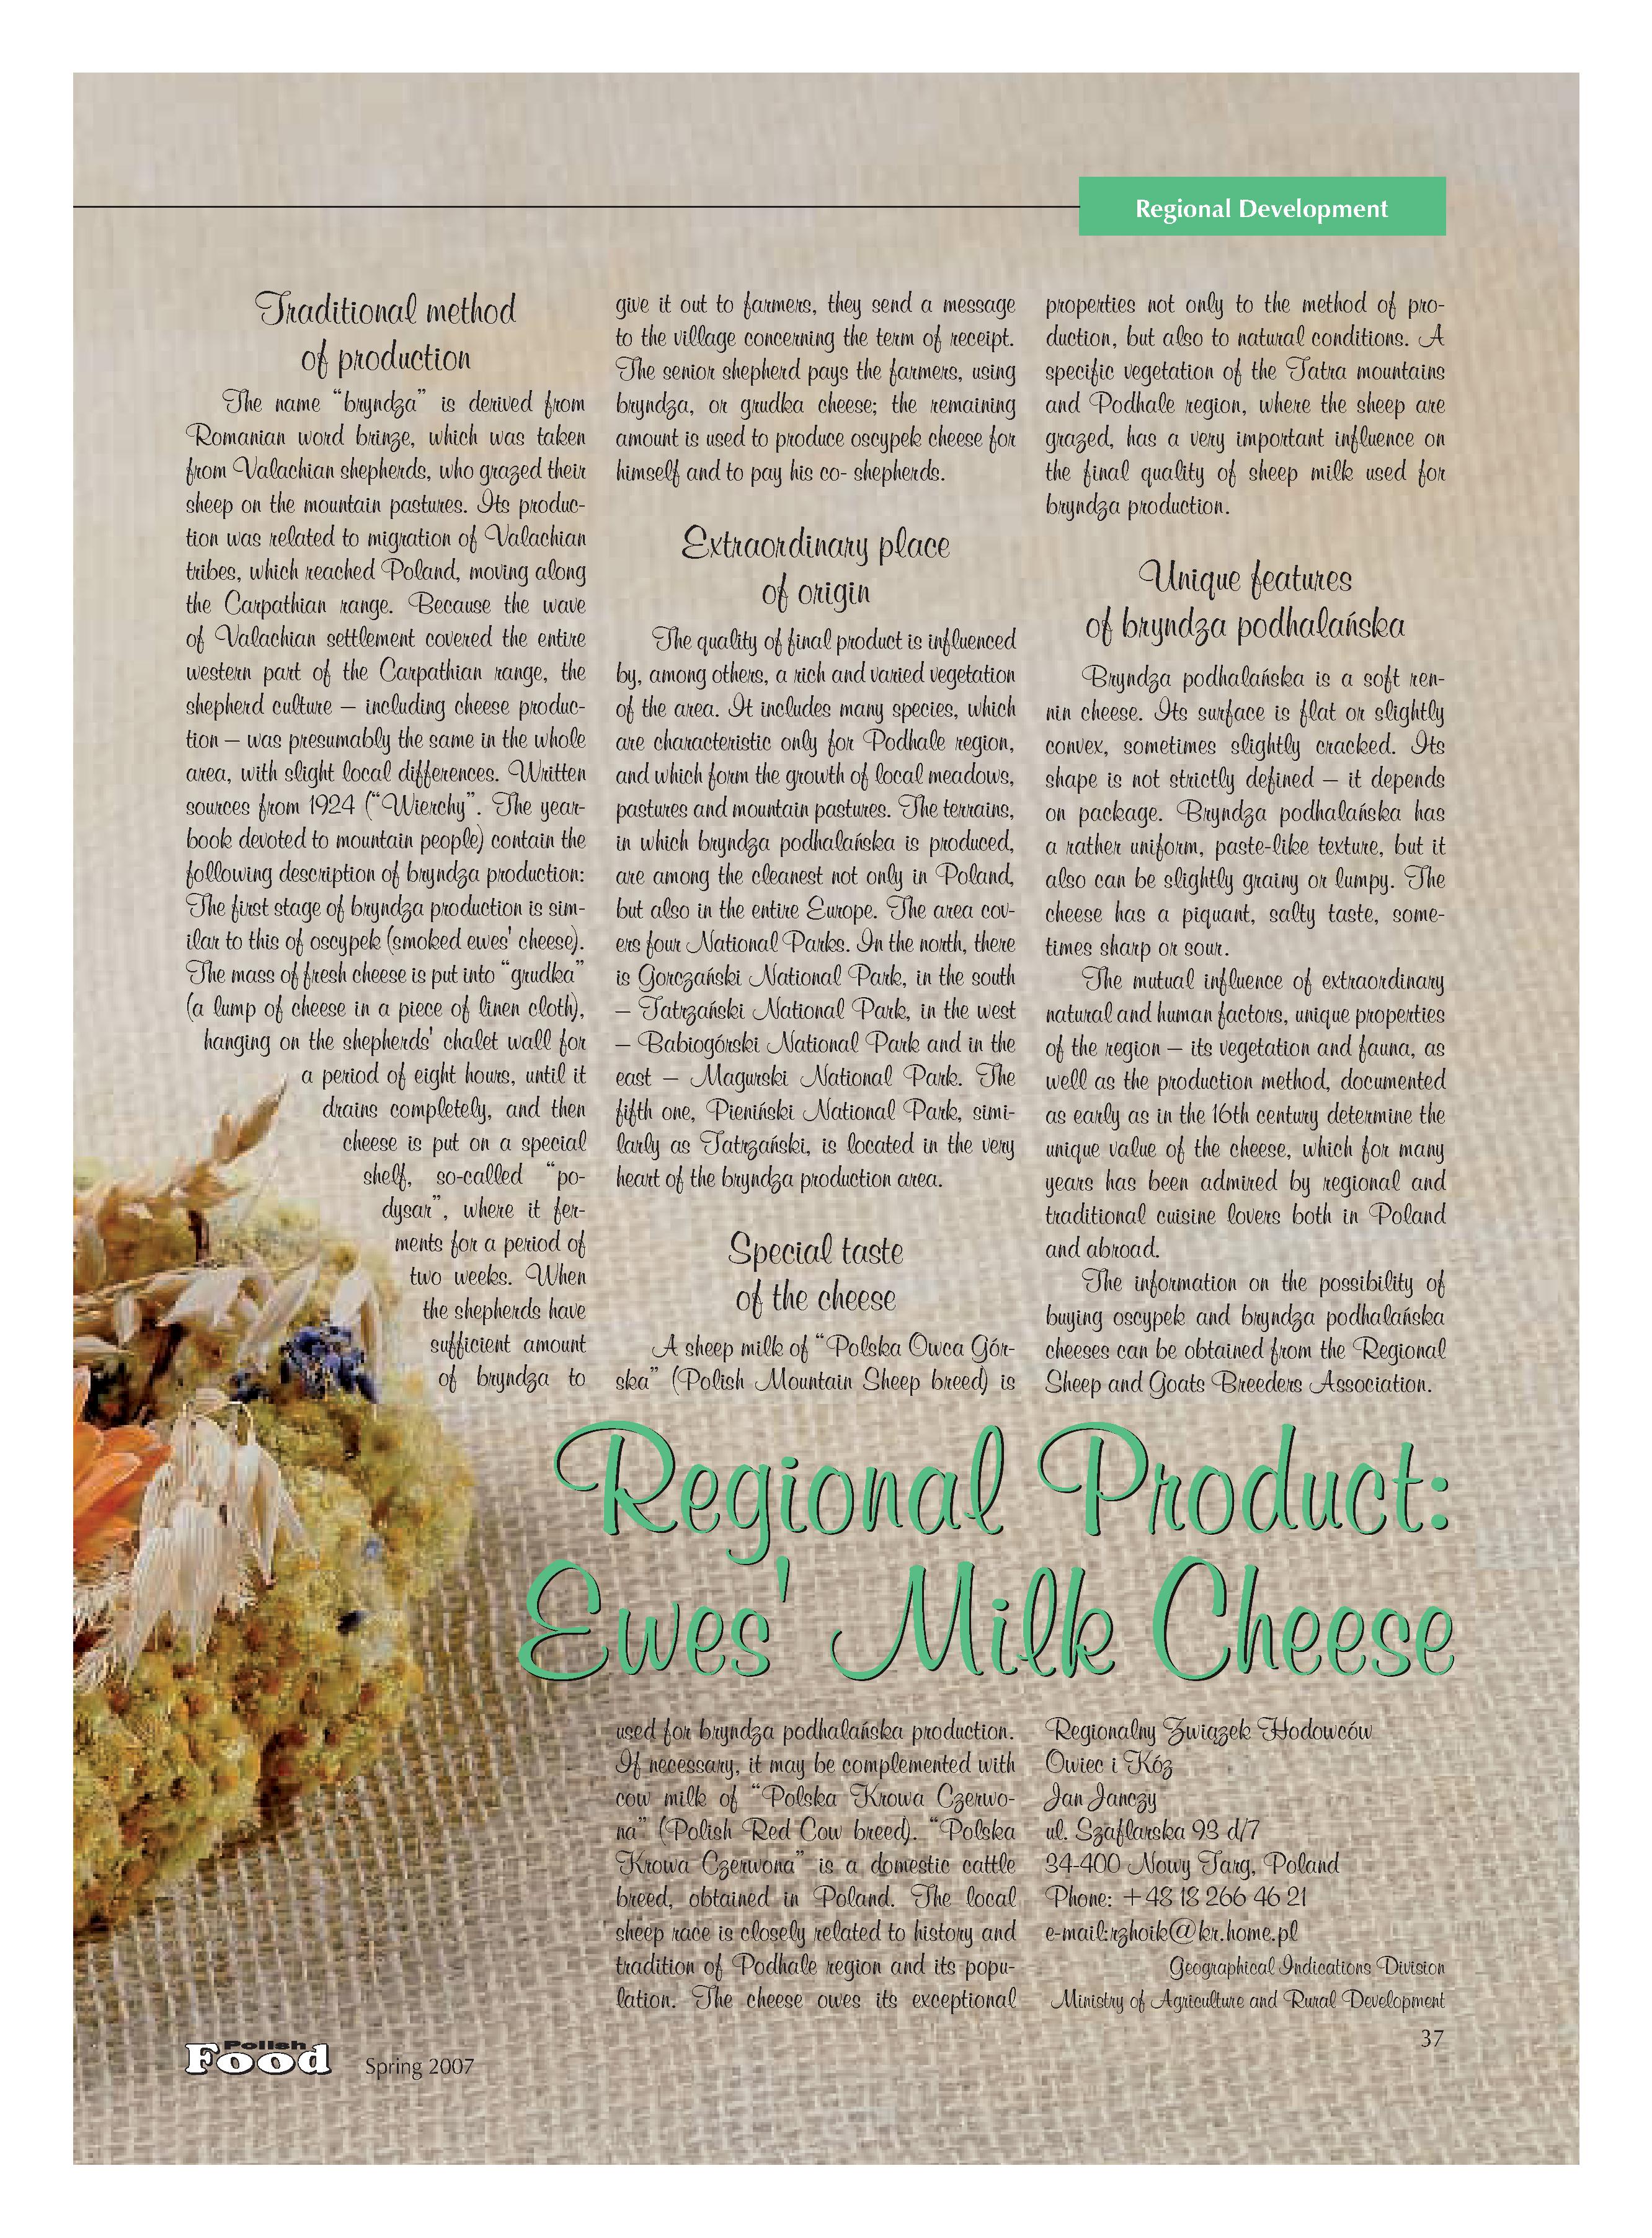 Regional Development
Traditional method
of production
The name “bryndza” is derived from
Romanian word brinze, which was taken
from Valachian shepherds, who grazed their
sheep on the mountain pastures. Its produc-
tion was related to migration of Valachian
tribes, which reached Poland, moving along
the Carpathian range. Because the wave
of Valachian settlement covered the entire
western part of the Carpathian range, the
shepherd culture – including cheese produc-
tion – was presumably the same in the whole
area, with slight local differences. Written
sources from 1924 (“Wierchy”. The year-
book devoted to mountain people) contain the
following description of bryndza production:
The first stage of bryndza production is sim-
ilar to this of oscypek (smoked ewes' cheese).
The mass of fresh cheese is put into “grudka”
(a lump of cheese in a piece of linen cloth),
hanging on the shepherds' chalet wall for
a period of eight hours, until it
drains completely, and then
cheese is put on a special
shelf, so-called “po-
dysar”, where it fer-
ments for a period of
two weeks. When
the shepherds have
sufficient amount
of bryndza to
give it out to farmers, they send a message
to the village concerning the term of receipt.
The senior shepherd pays the farmers, using
bryndza, or grudka cheese; the remaining
amount is used to produce oscypek cheese for
himself and to pay his co- shepherds.
Extraordinary place
of origin
The quality of final product is influenced
by, among others, a rich and varied vegetation
of the area. It includes many species, which
are characteristic only for Podhale region,
and which form the growth of local meadows,
pastures and mountain pastures. The terrains,
in which bryndza podhalańska is produced,
are among the cleanest not only in Poland,
but also in the entire Europe. The area cov-
ers four National Parks. In the north, there
is Gorczański National Park, in the south
– Tatrzański National Park, in the west
– Babiogórski National Park and in the
east – Magurski National Park. The
fifth one, Pieniński National Park, simi-
larly as Tatrzański, is located in the very
heart of the bryndza production area.
Special taste
of the cheese
A sheep milk of “Polska Owca Gór-
ska” (Polish Mountain Sheep breed) is
properties not only to the method of pro-
duction, but also to natural conditions. A
specific vegetation of the Tatra mountains
and Podhale region, where the sheep are
grazed, has a very important influence on
the final quality of sheep milk used for
bryndza production.
Unique features
of bryndza podhalańska
Bryndza podhalańska is a soft ren-
nin cheese. Its surface is flat or slightly
convex, sometimes slightly cracked. Its
shape is not strictly defined – it depends
on package. Bryndza podhalańska has
a rather uniform, paste-like texture, but it
also can be slightly grainy or lumpy. The
cheese has a piquant, salty taste, some-
times sharp or sour.
The mutual influence of extraordinary
natural and human factors, unique properties
of the region – its vegetation and fauna, as
well as the production method, documented
as early as in the 16th century determine the
unique value of the cheese, which for many
years has been admired by regional and
traditional cuisine lovers both in Poland
and abroad.
The information on the possibility of
buying oscypek and bryndza podhalańska
cheeses can be obtained from the Regional
Sheep and Goats Breeders Association.
Regional Product:
Ewes' Milk Cheese
used for bryndza podhalańska production.
If necessary, it may be complemented with
cow milk of “Polska Krowa Czerwo-
na” (Polish Red Cow breed). “Polska
Krowa Czerwona” is a domestic cattle
breed, obtained in Poland. The local
sheep race is closely related to history and
tradition of Podhale region and its popu-
lation. The cheese owes its exceptional
Regionalny Związek Hodowców
Owiec i Kóz
Jan Janczy
ul. Szaflarska 93 d/7
34-400 Nowy Targ, Poland
Phone: +48 18 266 46 21
e-mail:rzhoik@kr.home.pl
Geographical Indications Division
Ministry of Agriculture and Rural Development
Polish
Food
Spring 2007
37